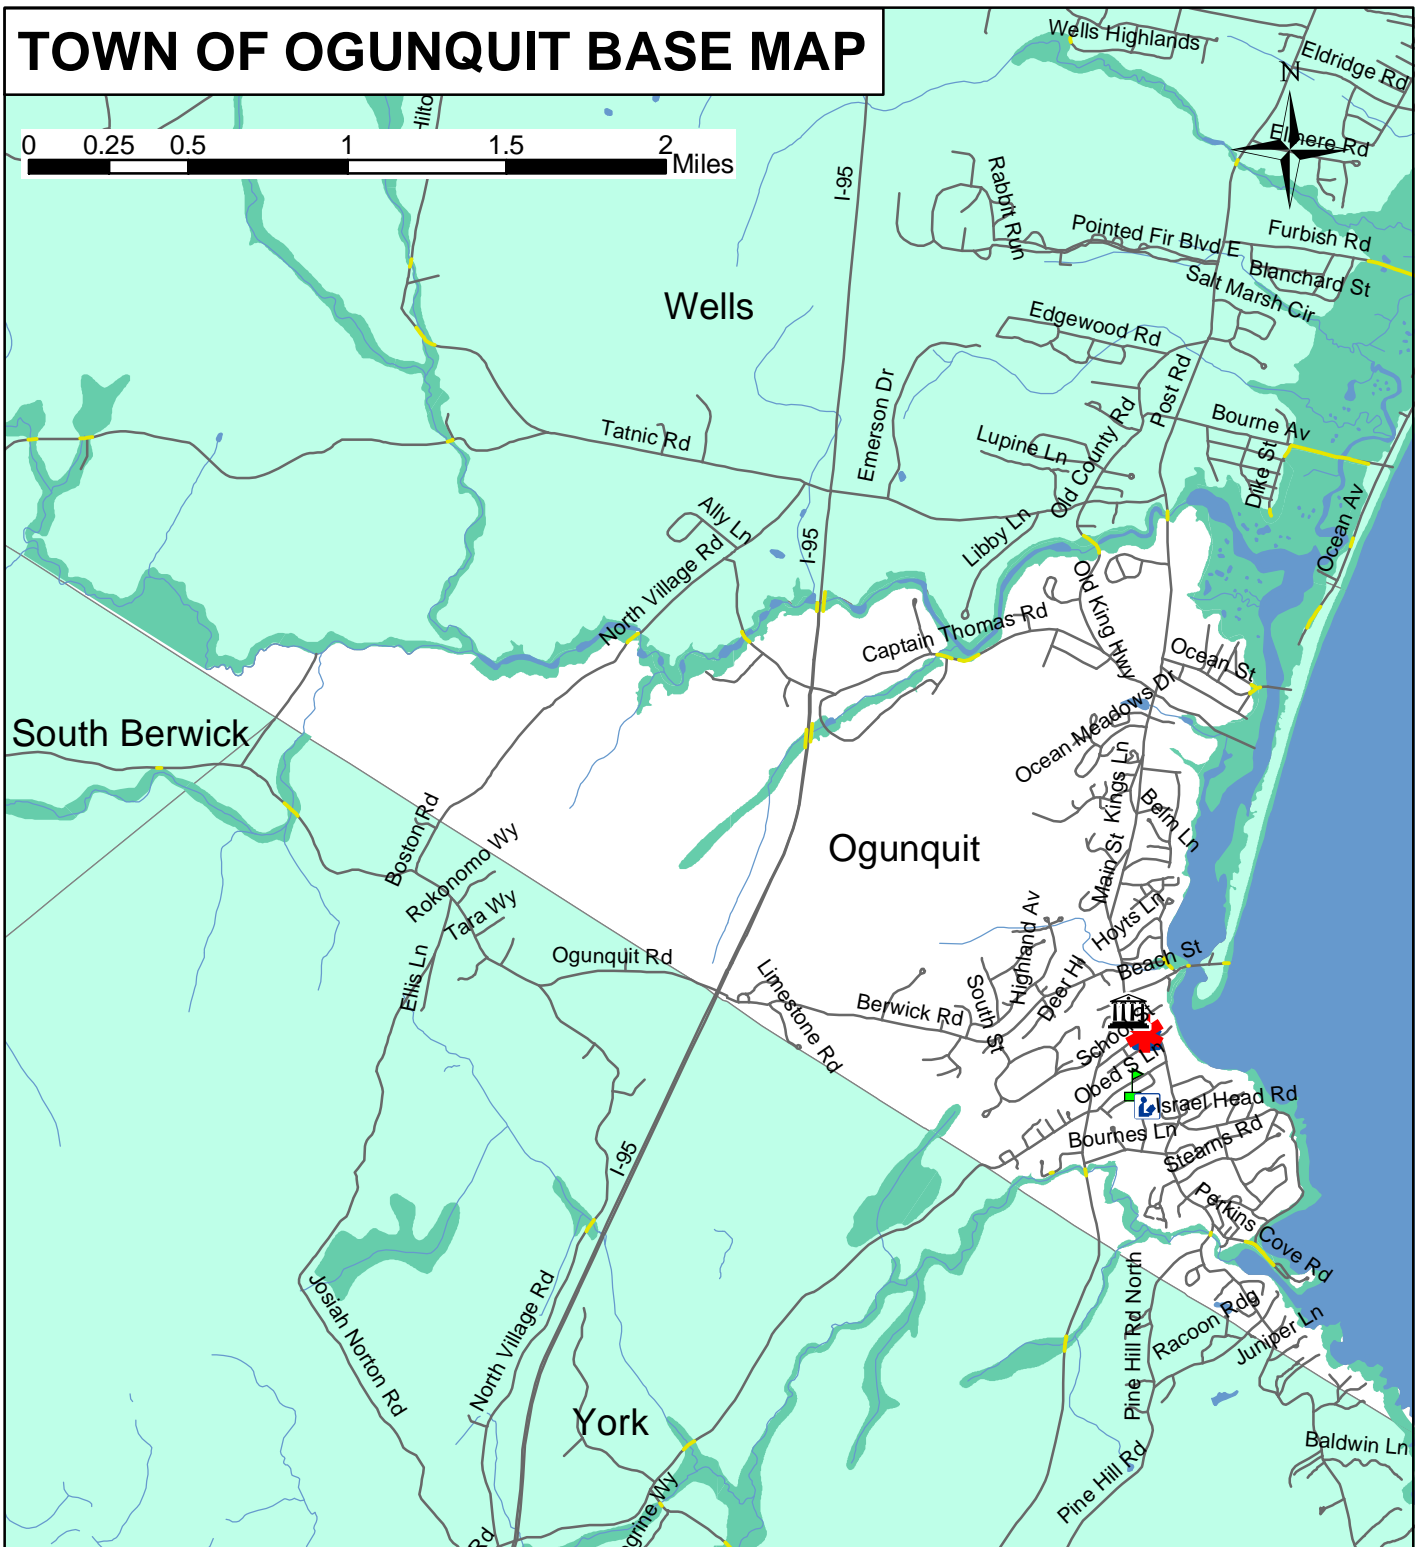 TOWN OF OGUNQUIT BASE MAP
0 0.25 0.5 1 1.5 2 Miles
N
Wells Highlands
Eldridge Rd
Elmere Rd
I-95
Rabbit Run
Pointed Fir Blvd E
Furbish Rd
Blanchard St
Salt Marsh Cir
Wells
Edgewood Rd
Post Rd
Emerson Dr
Bourne Av
Tatnic Rd
Lupine Ln
Old County Rd
Dike St
Ally Ln
Libby Ln
Ocean Av
I-95
North Village Rd
Old King Hwy
Captain Thomas Rd
Ocean St
South Berwick
Ocean Meadows Dr
Kings Ln
Belm Ln
Boston Rd
Rokonomo Wy
Ogunquit
Main St
Tara Wy
Highland Av
Hoyts Ln
Ellis Ln
Ogunquit Rd
Beach St
Limestone Rd
Deer Hl
South St
Berwick Rd
School St
Obed S Ln
Israel Head Rd
Bournes Ln
Stearns Rd
I-95
Perkins Cove Rd
Josiah Norton Rd
North Village Rd
Pine Hill Rd North
Racoon Rdg
Juniper Ln
York
Baldwin Ln
Pine Hill Rd
Rd